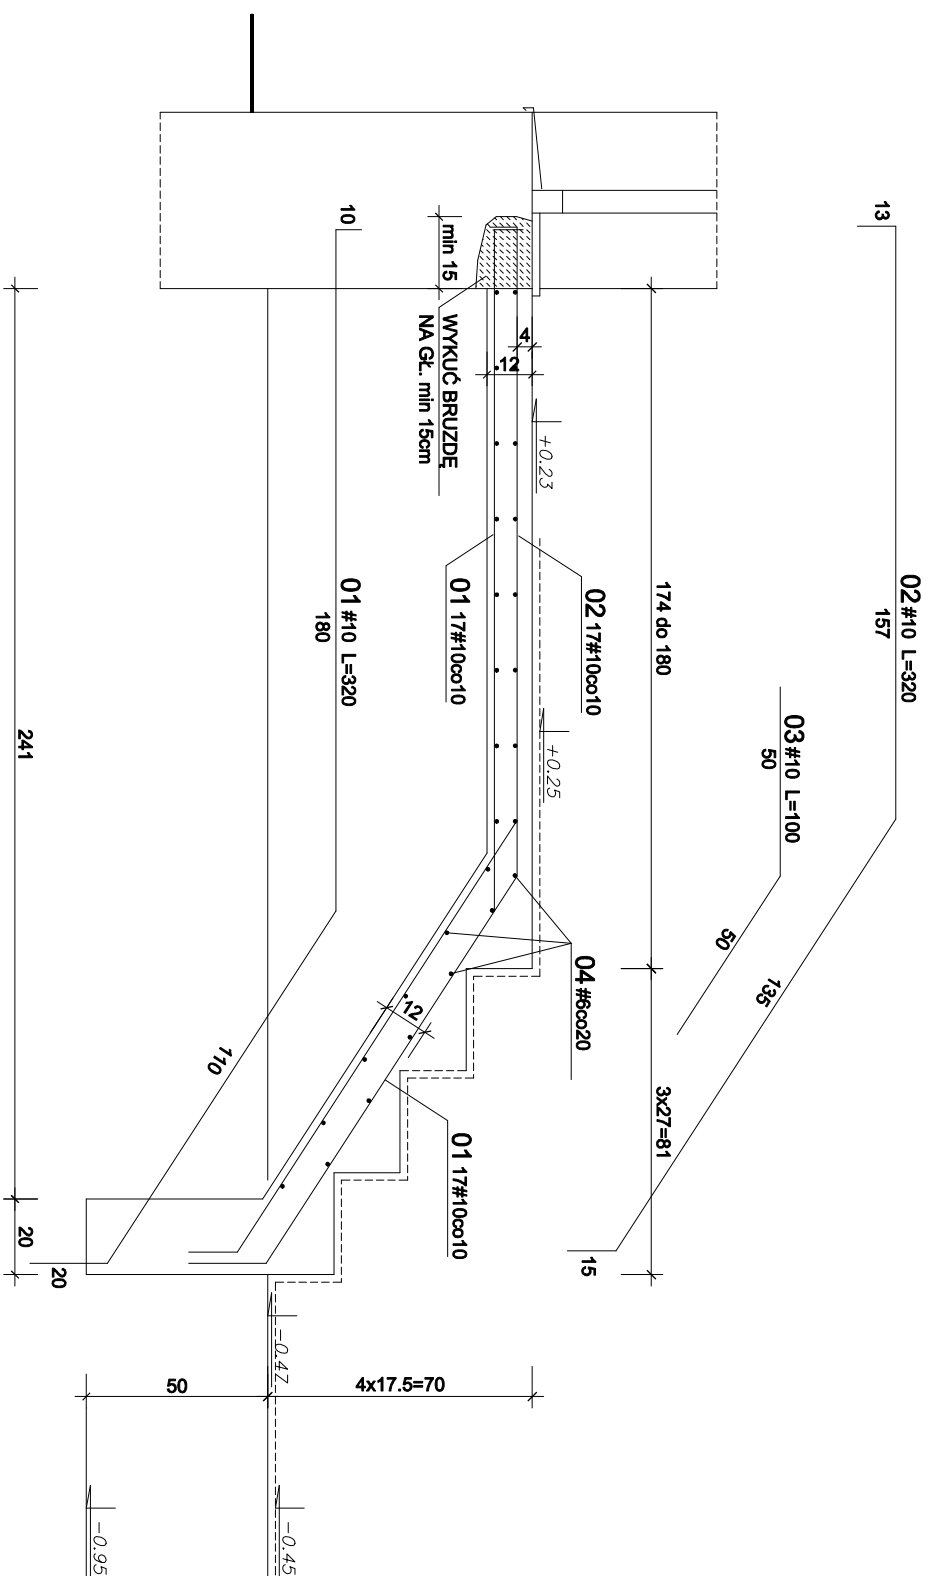 02 #10 L=320
157
13
135
15
03 #10 L=100
50
50
174 do 180
3x27=81
+0.23
+0.25
4
12
02 17#10co10
01 17#10co10
04 #6co20
12
01 17#10co10
min 15
WYKUĆ BRUZDĘ
NA GŁ. min 15cm
01 #10 L=320
180
10
110
20
241
20
50
4x17.5=70
-0.47
-0.45
-0.95